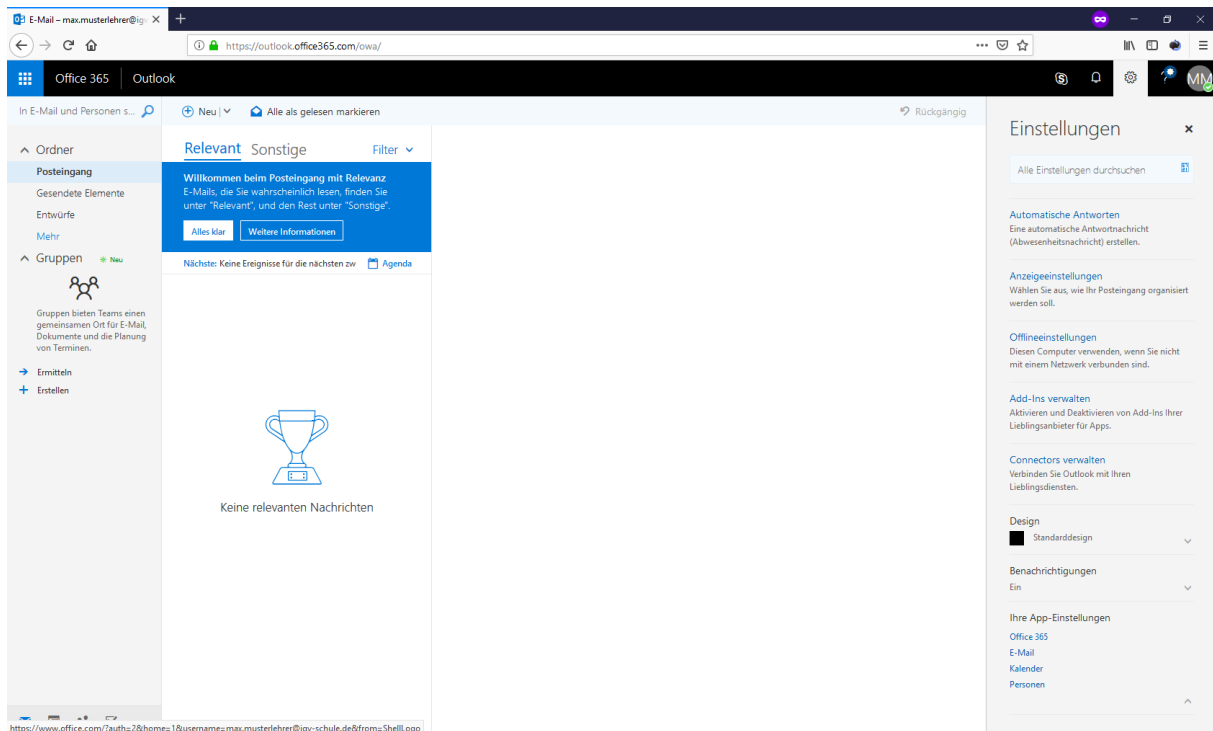 E-Mail – max.musterlehrer@ig
https://outlook.office365.com/owa/
Office 365
Outlook
MM
In E-Mail und Personen s...
Neu
Alle als gelesen markieren
Rückgängig
Ordner
Posteingang
Gesendete Elemente
Entwürfe
Mehr
Gruppen
Neu
Gruppen bieten Teams einen
gemeinsamen Ort für E-Mail,
Dokumente und die Planung
von Terminen.
Ermitteln
Erstellen
Relevant
Sonstige
Filter
Willkommen beim Posteingang mit Relevanz
E-Mails, die Sie wahrscheinlich lesen, finden Sie
unter "Relevant", und den Rest unter "Sonstige".
Alles klar
Weitere Informationen
Nächste: Keine Ereignisse für die nächsten zw
Agenda
Keine relevanten Nachrichten
Einstellungen
Alle Einstellungen durchsuchen
Automatische Antworten
Eine automatische Antwortnachricht
(Abwesenheitsnachricht) erstellen.
Anzeigeeinstellungen
Wählen Sie aus, wie Ihr Posteingang organisiert
werden soll.
Offlineeinstellungen
Diesen Computer verwenden, wenn Sie nicht
mit einem Netzwerk verbunden sind.
Add-Ins verwalten
Aktivieren und Deaktivieren von Add-Ins Ihrer
Lieblingsanbieter für Apps.
Connectors verwalten
Verbinden Sie Outlook mit Ihren
Lieblingsdiensten.
Design
Standarddesign
Benachrichtigungen
Ein
Ihre App-Einstellungen
Office 365
E-Mail
Kalender
Personen
https://www.office.com/?auth=2&home=1&username=max.musterlehrer@igv-schule.de&from=ShellLogo